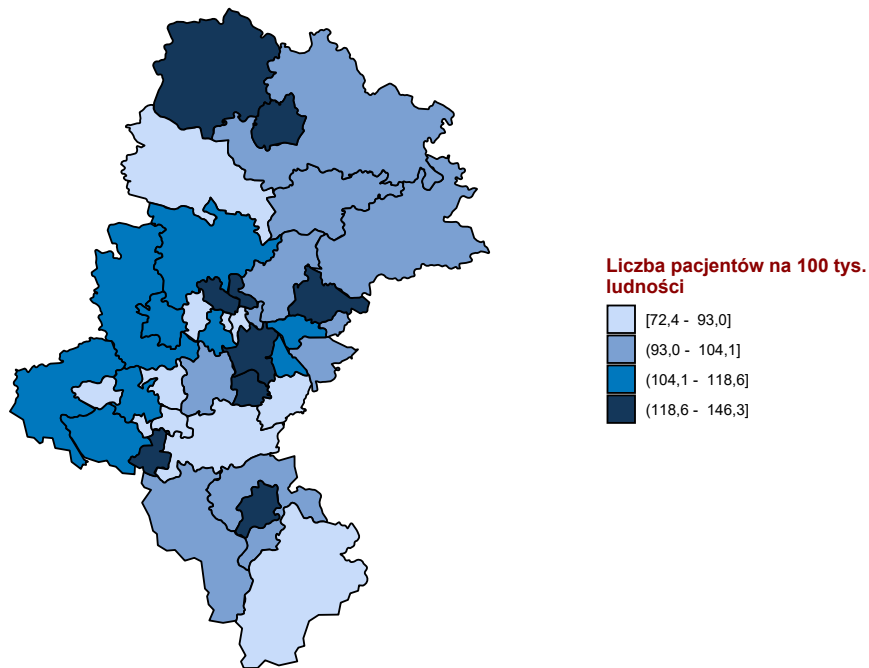 Liczba pacjentów na 100 tys.
ludności
[72,4 - 93,0]
(93,0 - 104,1]
(104,1 - 118,6]
(118,6 - 146,3]